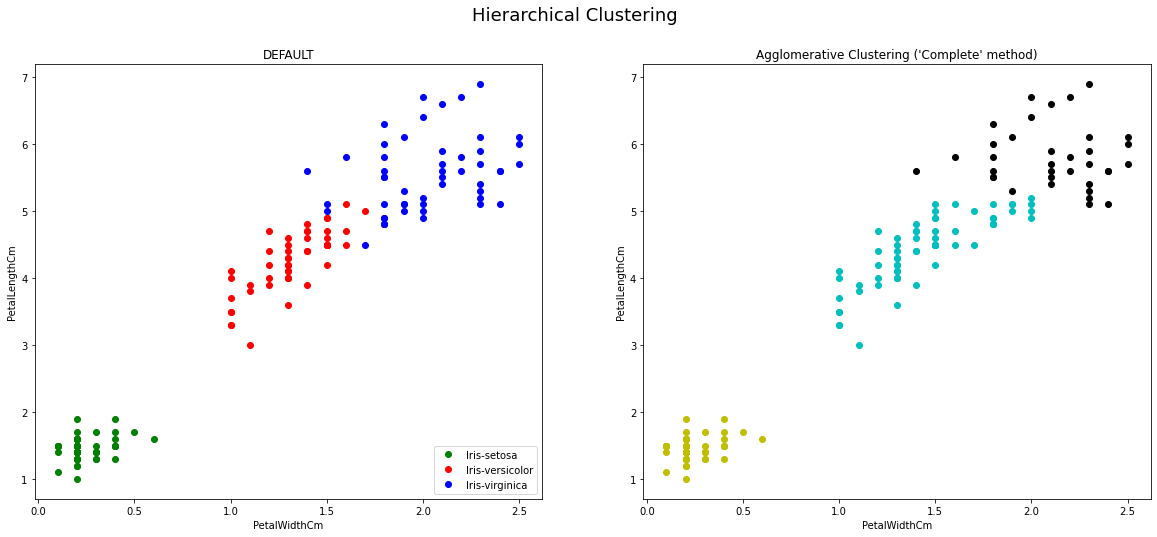 Hierarchical Clustering
DEFAULT
7
6
5
4
3
2
1
PetalLengthCm
0.0 0.5 1.0 1.5 2.0 2.5
PetalWidthCm
Iris-setosa
Iris-versicolor
Iris-virginica
Agglomerative Clustering ('Complete' method)
7
6
5
4
3
2
1
PetalLengthCm
0.0 0.5 1.0 1.5 2.0 2.5
PetalWidthCm